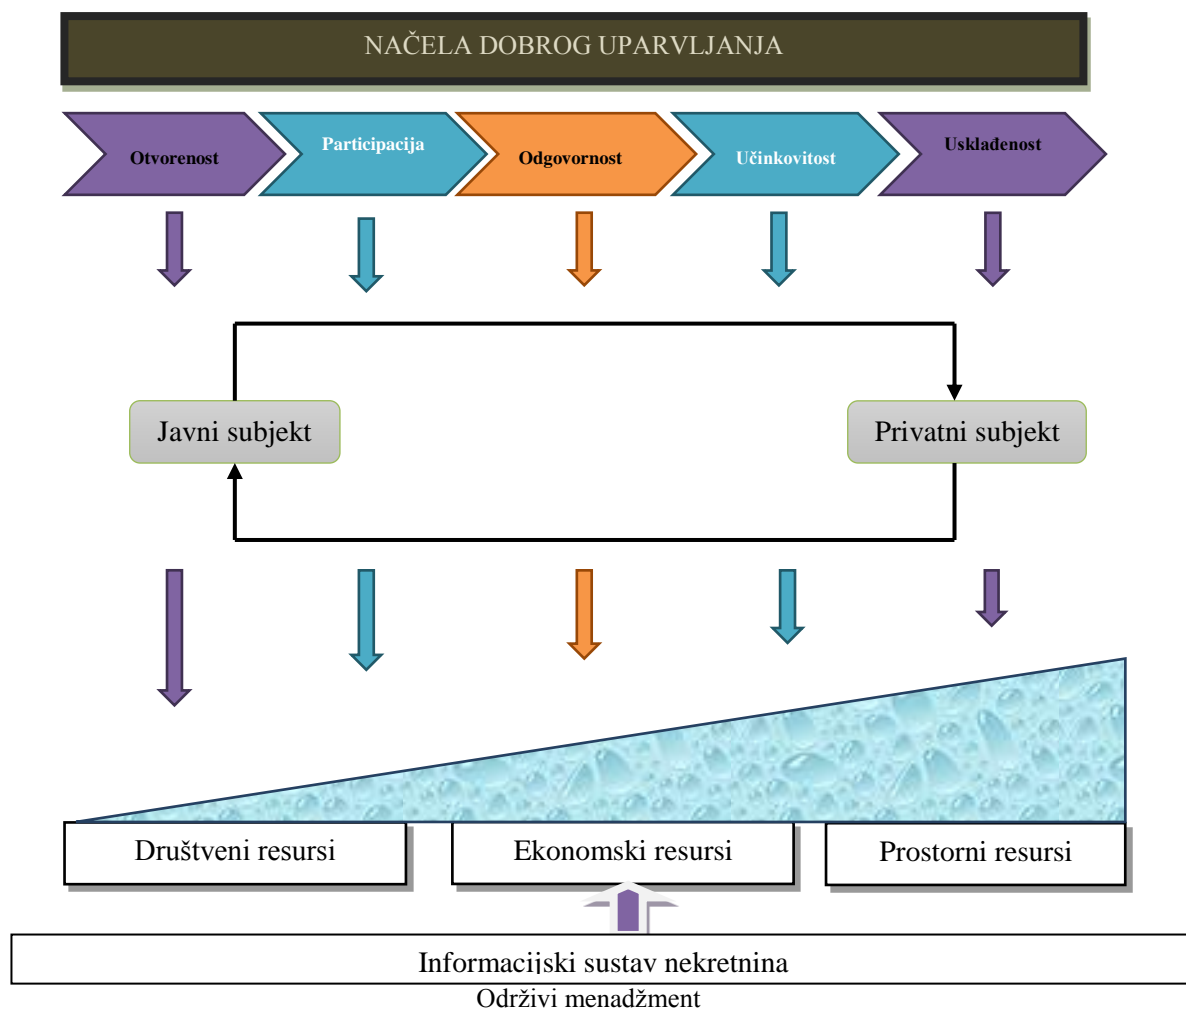 NAČELA DOBROG UPARVLJANJA
Otvorenost
Participacija
Odgovornost
Učinkovitost
Usklađenost
Javni subjekt
Privatni subjekt
Društveni resursi
Ekonomski resursi
Prostorni resursi
Informacijski sustav nekretnina
Održivi menadžment